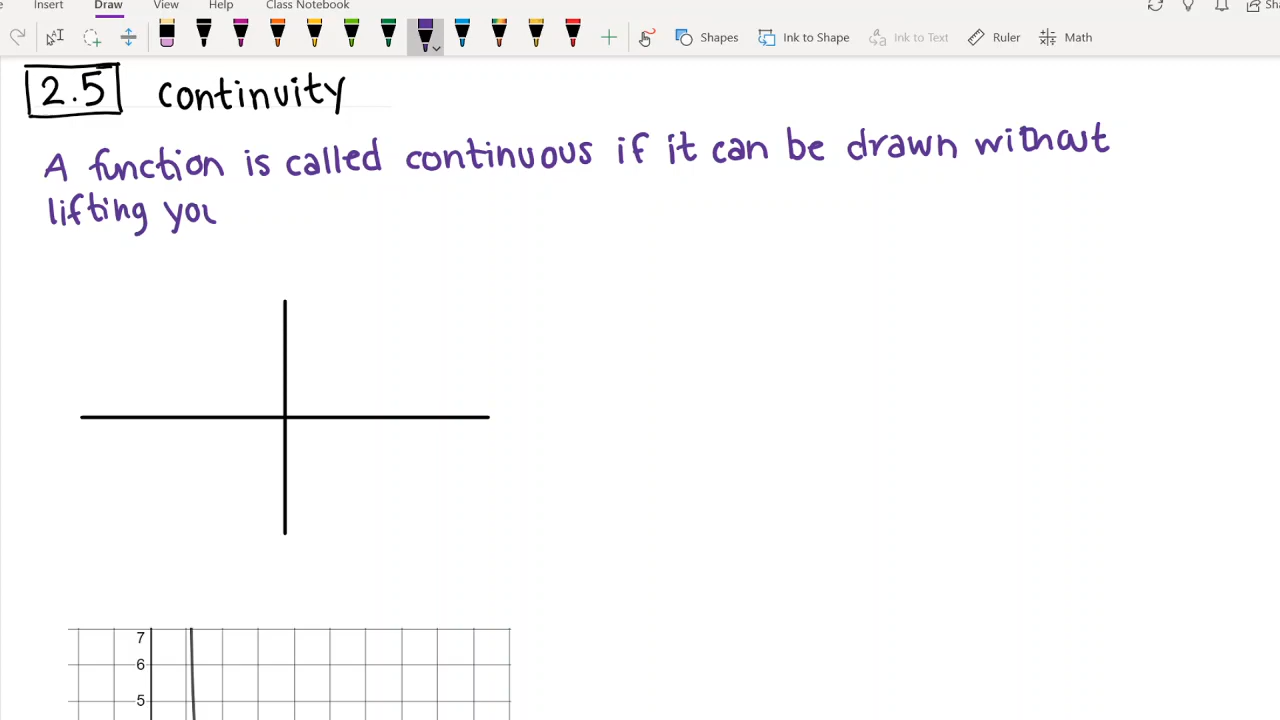 Insert Draw View Help Class Notebook Sha
Shapes Ink to Shape Ink to Text Ruler Math
2.5 Continuity
A function is called continuous if it can be drawn without
lifting you
7
6
5